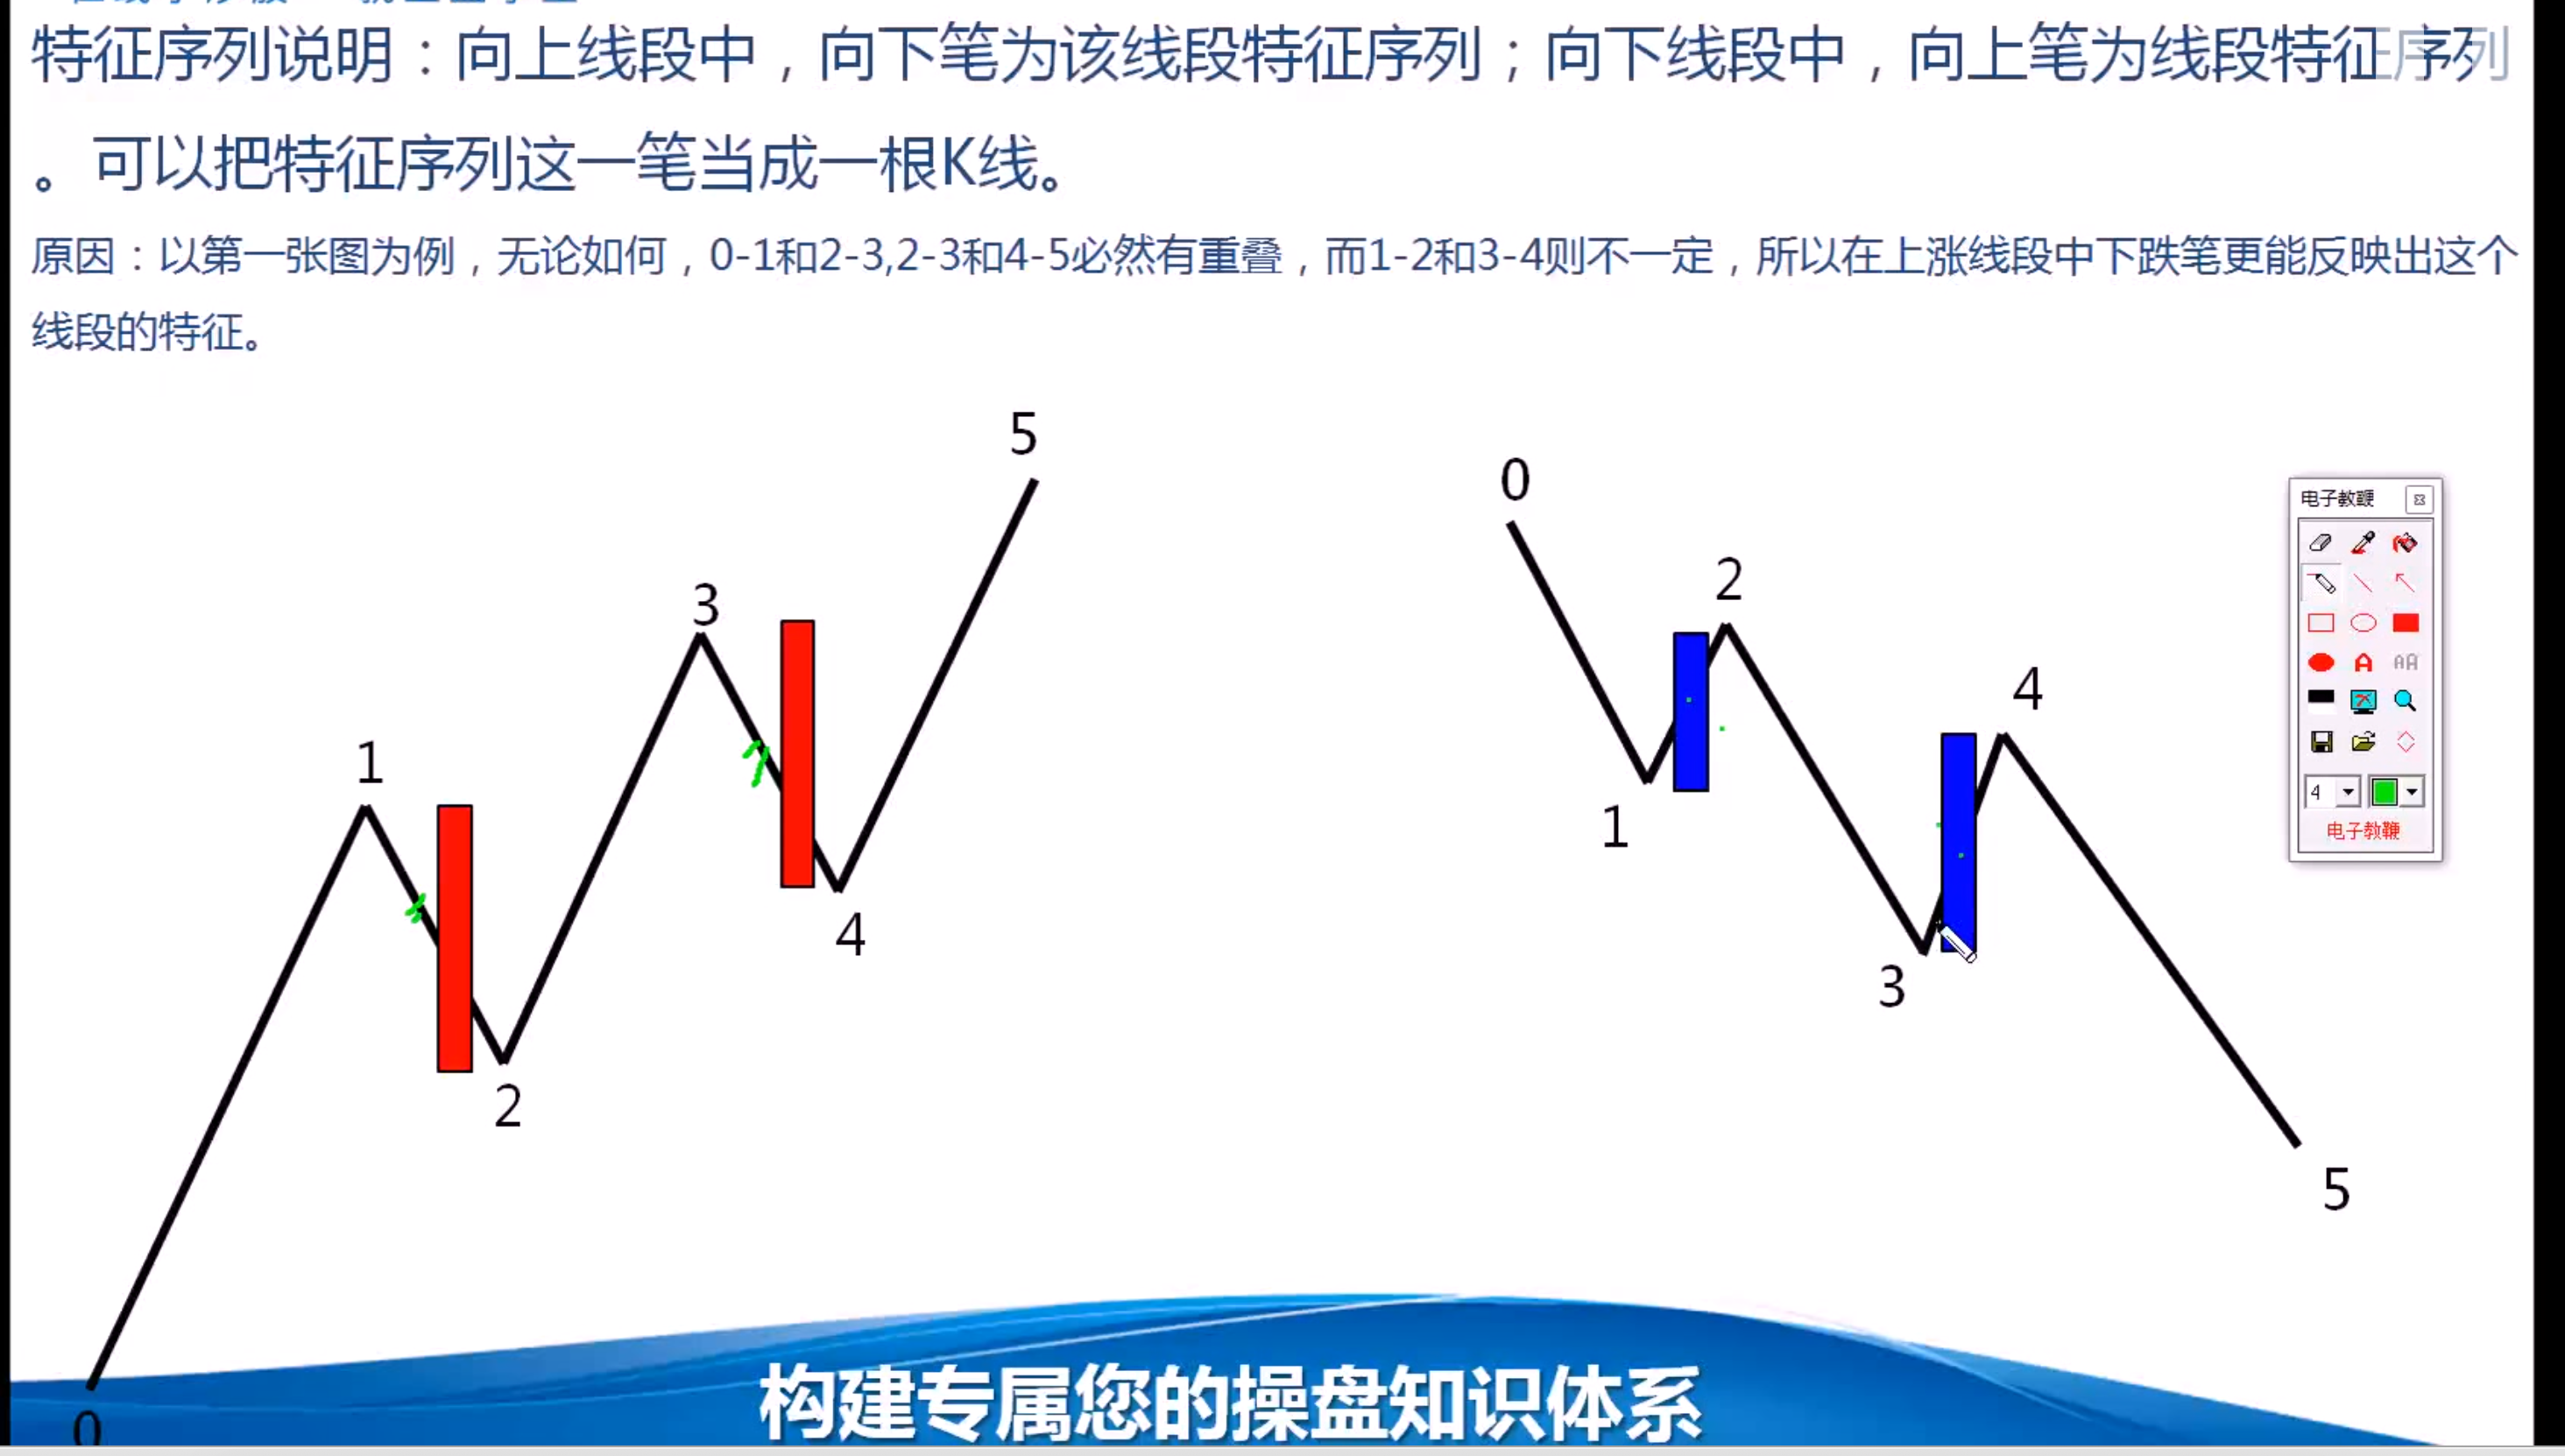 特征序列说明：向上线段中，向下笔为该线段特征序列；向下线段中，向上笔为线段特征序列
。可以把特征序列这一笔当成一根K线。
原因：以第一张图为例，无论如何，0-1和2-3,2-3和4-5必然有重叠，而1-2和3-4则不一定，所以在上涨线段中下跌笔更能反映出这个
线段的特征。
5
3
1
4
2
0
0
2
4
1
3
5
电子教鞭
A
AA
4
电子教鞭
构建专属您的操盘知识体系